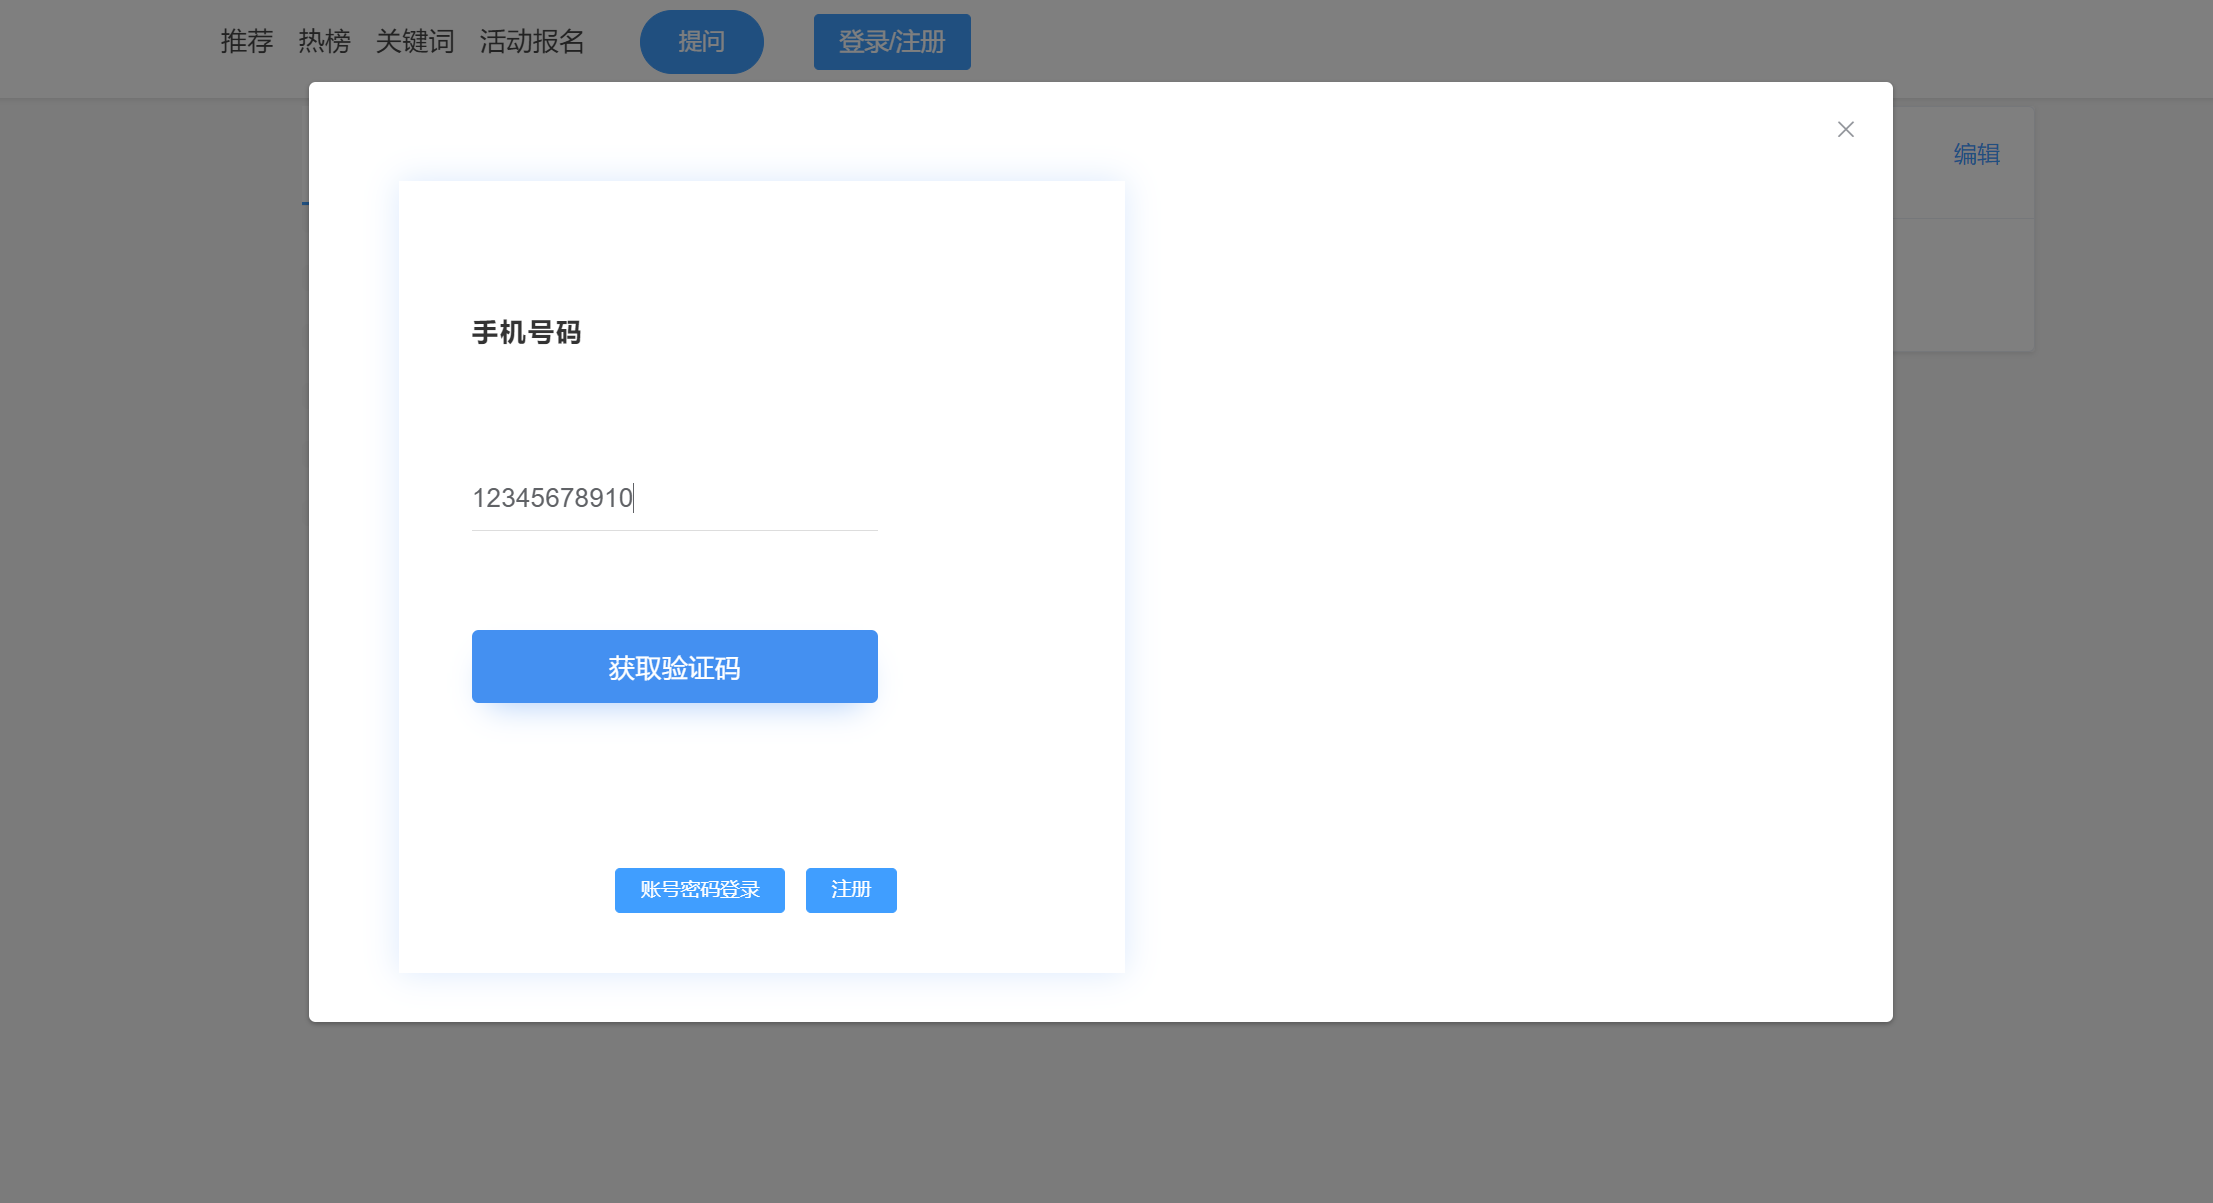 推荐 热榜 关键词 活动报名 提问 登录/注册
编辑
手机号码
12345678910
获取验证码
账号密码登录 注册